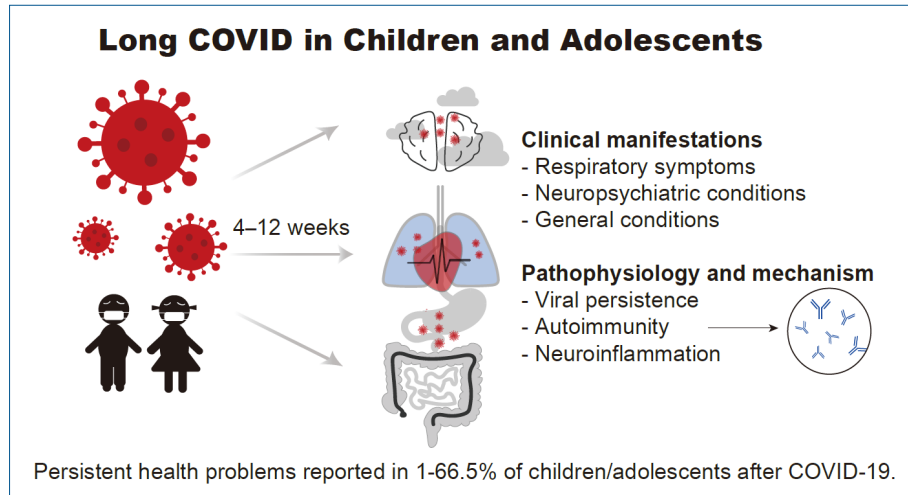 Long COVID in Children and Adolescents
4–12 weeks
Clinical manifestations
- Respiratory symptoms
- Neuropsychiatric conditions
- General conditions
Pathophysiology and mechanism
- Viral persistence
- Autoimmunity
- Neuroinflammation
Persistent health problems reported in 1-66.5% of children/adolescents after COVID-19.